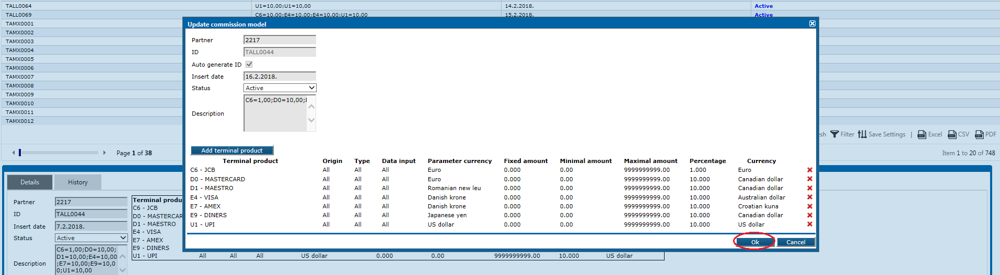 TALL0064 U1=10,00;U1=10,00 14.2.2018. Active
TALL0069 C6=10,00;E4=10,00;E4=10,00;U1=10,00 15.2.2018. Active
TAMX0001
TAMX0002
TAMX0003
TAMX0004
TAMX0005
TAMX0006
TAMX0007
TAMX0008
TAMX0009
TAMX0010
TAMX0011
TAMX0012
Update commission model
Partner 2217
ID TALL0044
Auto generate ID
Insert date 16.2.2018.
Status Active
C6=1,00;D0=10,00;
Description
Add terminal product
Terminal product Origin Type Data input Parameter currency Fixed amount Minimal amount Maximal amount Percentage Currency
C6 - JCB All All All Euro 0.000 0.00 9999999999.00 1.000 Euro
D0 - MASTERCARD All All All Euro 0.000 0.00 9999999999.00 10.000 Canadian dollar
D1 - MAESTRO All All All Romanian new leu 0.000 0.00 9999999999.00 10.000 Canadian dollar
E4 - VISA All All All Danish krone 0.000 0.00 9999999999.00 10.000 Australian dollar
E7 - AMEX All All All Danish krone 0.000 0.00 9999999999.00 10.000 Croatian kuna
E9 - DINERS All All All Japanese yen 0.000 0.00 9999999999.00 10.000 Canadian dollar
U1 - UPI All All All US dollar 0.000 0.00 9999999999.00 10.000 US dollar
Ok Cancel
esh Filter Save Settings | Excel CSV PDF
Page 1 of 38
Item 1 to 20 of 748
Details History
Partner 2217
ID TALL0044
Insert date 7.2.2018.
Status Active
Description
C6=1,00;D0=10,00;
D1=10,00;E4=10,00
;E7=10,00;E9=10,0
0;U1=10,00
Terminal produ
C6 - JCB
D0 - MASTERCAR
D1 - MAESTRO
E4 - VISA
E7 - AMEX
E9 - DINERS
U1 - UPI All All All US dollar 0.000 0.00 9999999999.00 10.000 US dollar